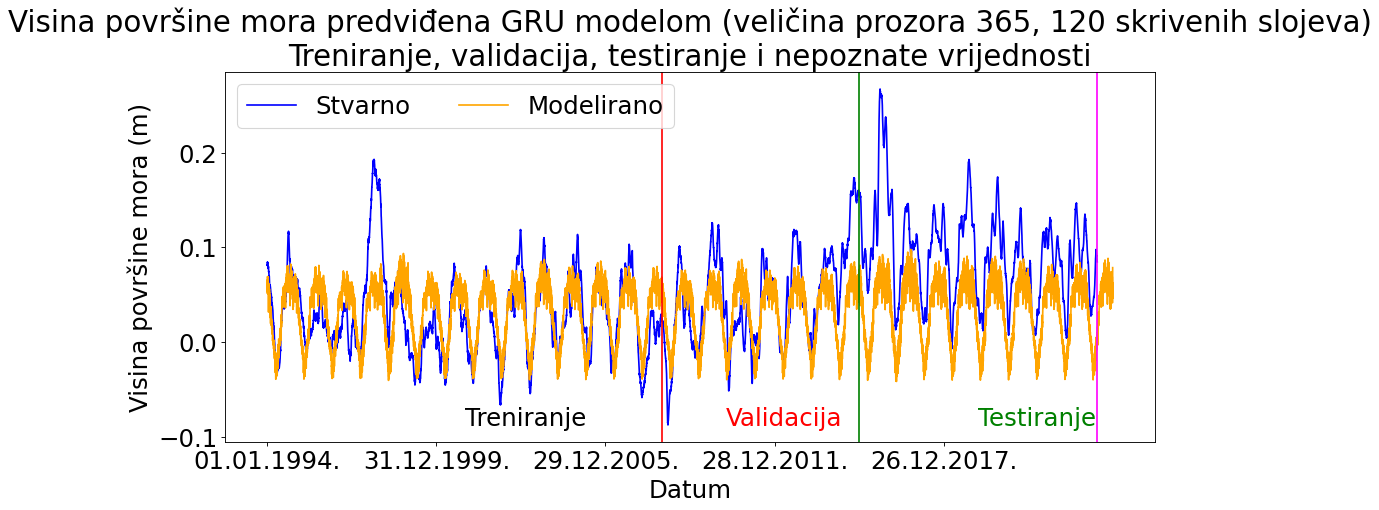 Visina površine mora predviđena GRU modelom (veličina prozora 365, 120 skrivenih slojeva)
Treniranje, validacija, testiranje i nepoznate vrijednosti
Stvarno
Modelirano
Visina površine mora (m)
0.2
0.1
0.0
−0.1
Treniranje
Validacija
Testiranje
01.01.1994.
31.12.1999.
29.12.2005.
28.12.2011.
26.12.2017.
Datum